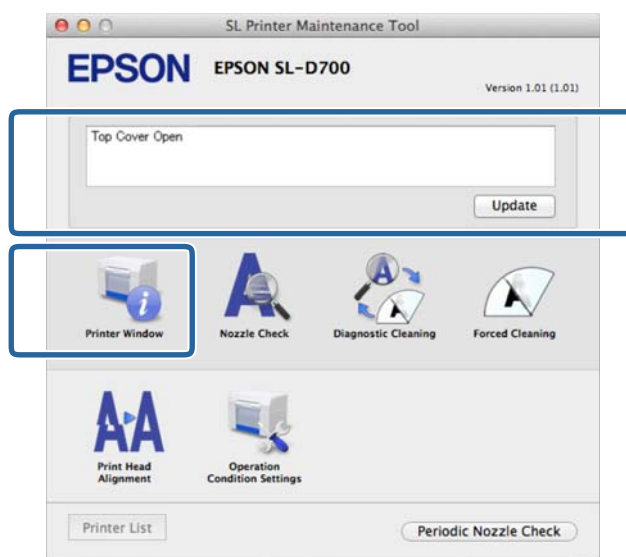 SL Printer Maintenance Tool
EPSON EPSON SL-D700
Version 1.01 (1.01)
Top Cover Open
Update
Printer Window Nozzle Check Diagnostic Cleaning Forced Cleaning
Print Head Operation
Alignment Condition Settings
Printer List Periodic Nozzle Check